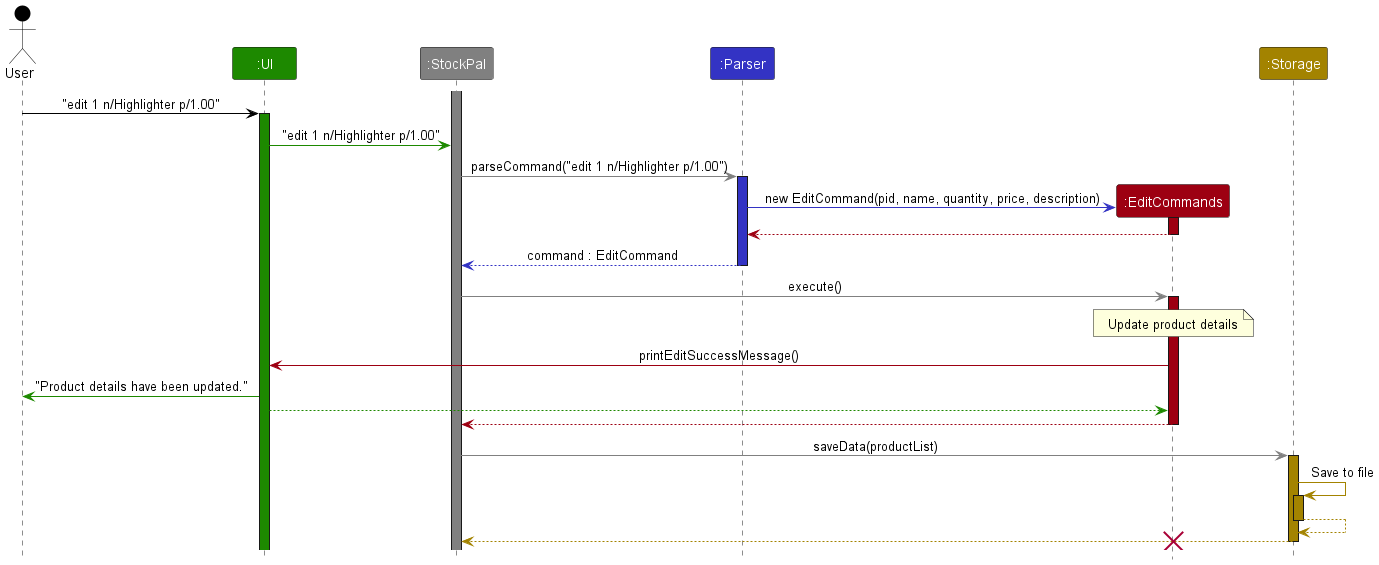 User
:UI
:StockPal
:Parser
:Storage
"edit 1 n/Highlighter p/1.00"
"edit 1 n/Highlighter p/1.00"
parseCommand("edit 1 n/Highlighter p/1.00")
new EditCommand(pid, name, quantity, price, description)
:EditCommands
command : EditCommand
execute()
Update product details
printEditSuccessMessage()
"Product details have been updated."
saveData(productList)
Save to file